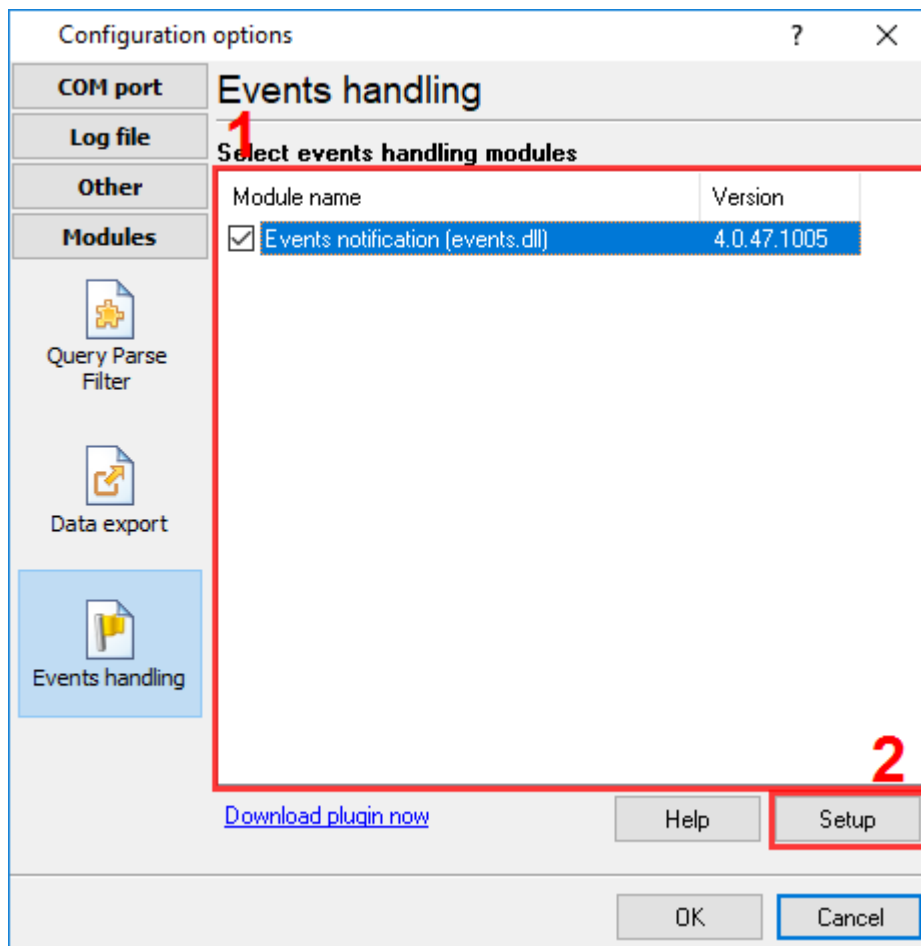 Configuration options
?
COM port
Log file
Other
Modules
Query Parse
Filter
Data export
Events handling
Events handling
1
Select events handling modules
Module name Version
Events notification (events.dll) 4.0.47.1005
2
Download plugin now
Help
Setup
OK
Cancel